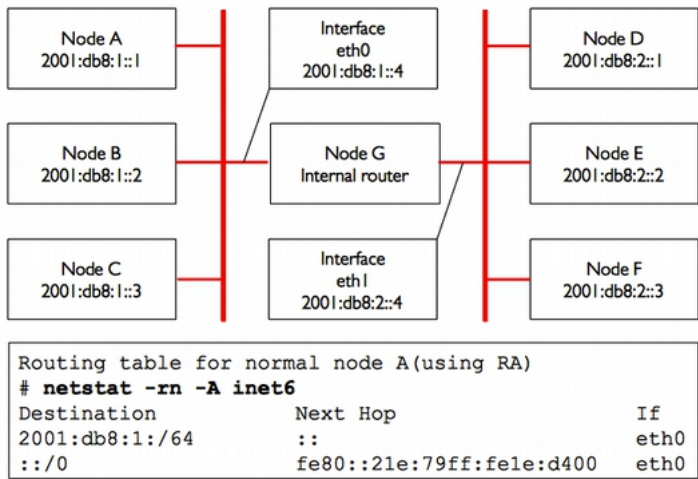 Node A
2001:db8:1::1
Interface
eth0
2001:db8:1::4
Node D
2001:db8:2::1
Node B
2001:db8:1::2
Node G
Internal router
Node E
2001:db8:2::2
Node C
2001:db8:1::3
Interface
eth1
2001:db8:2::4
Node F
2001:db8:2::3
Routing table for normal node A(using RA)
# netstat -rn -A inet6
Destination Next Hop If
2001:db8:1:/64 :: eth0
::/0 fe80::21e:79ff:fe1e:d400 eth0